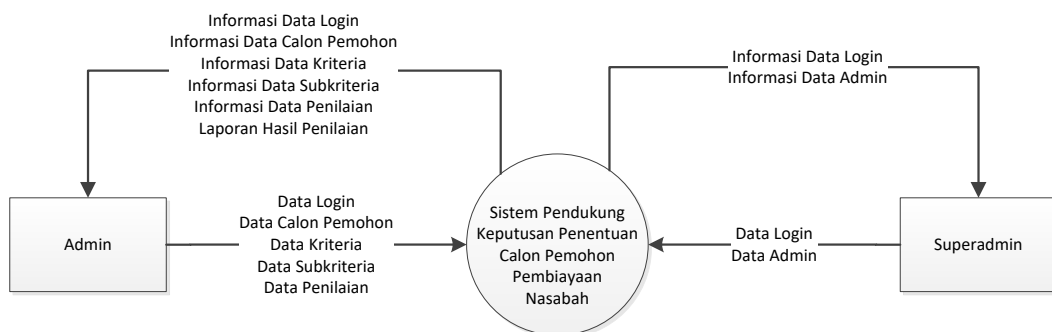 Informasi Data Login
Informasi Data Calon Pemohon
Informasi Data Kriteria
Informasi Data Subkriteria
Informasi Data Penilaian
Laporan Hasil Penilaian
Informasi Data Login
Informasi Data Admin
Admin
Data Login
Data Calon Pemohon
Data Kriteria
Data Subkriteria
Data Penilaian
Sistem Pendukung
Keputusan Penentuan
Calon Pemohon
Pembiayaan
Nasabah
Data Login
Data Admin
Superadmin